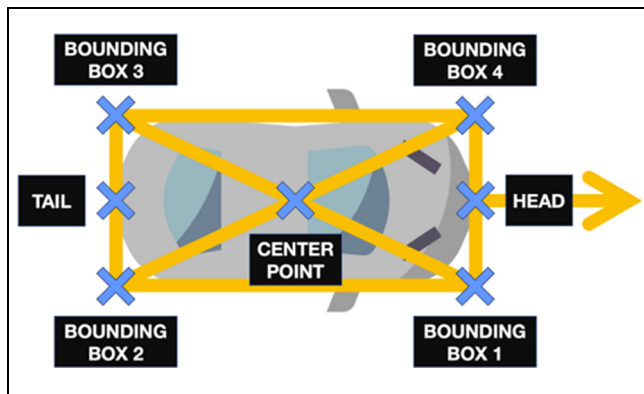 BOUNDING
BOX 3
BOUNDING
BOX 4
TAIL
HEAD
CENTER
POINT
BOUNDING
BOX 2
BOUNDING
BOX 1